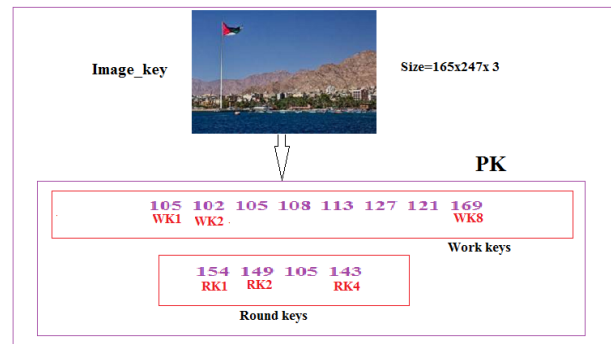 Image_key
Size=165x247x 3
PK
105 102 105 108 113 127 121 169
WK1 WK2 WK8
Work keys
154 149 105 143
RK1 RK2 RK4
Round keys